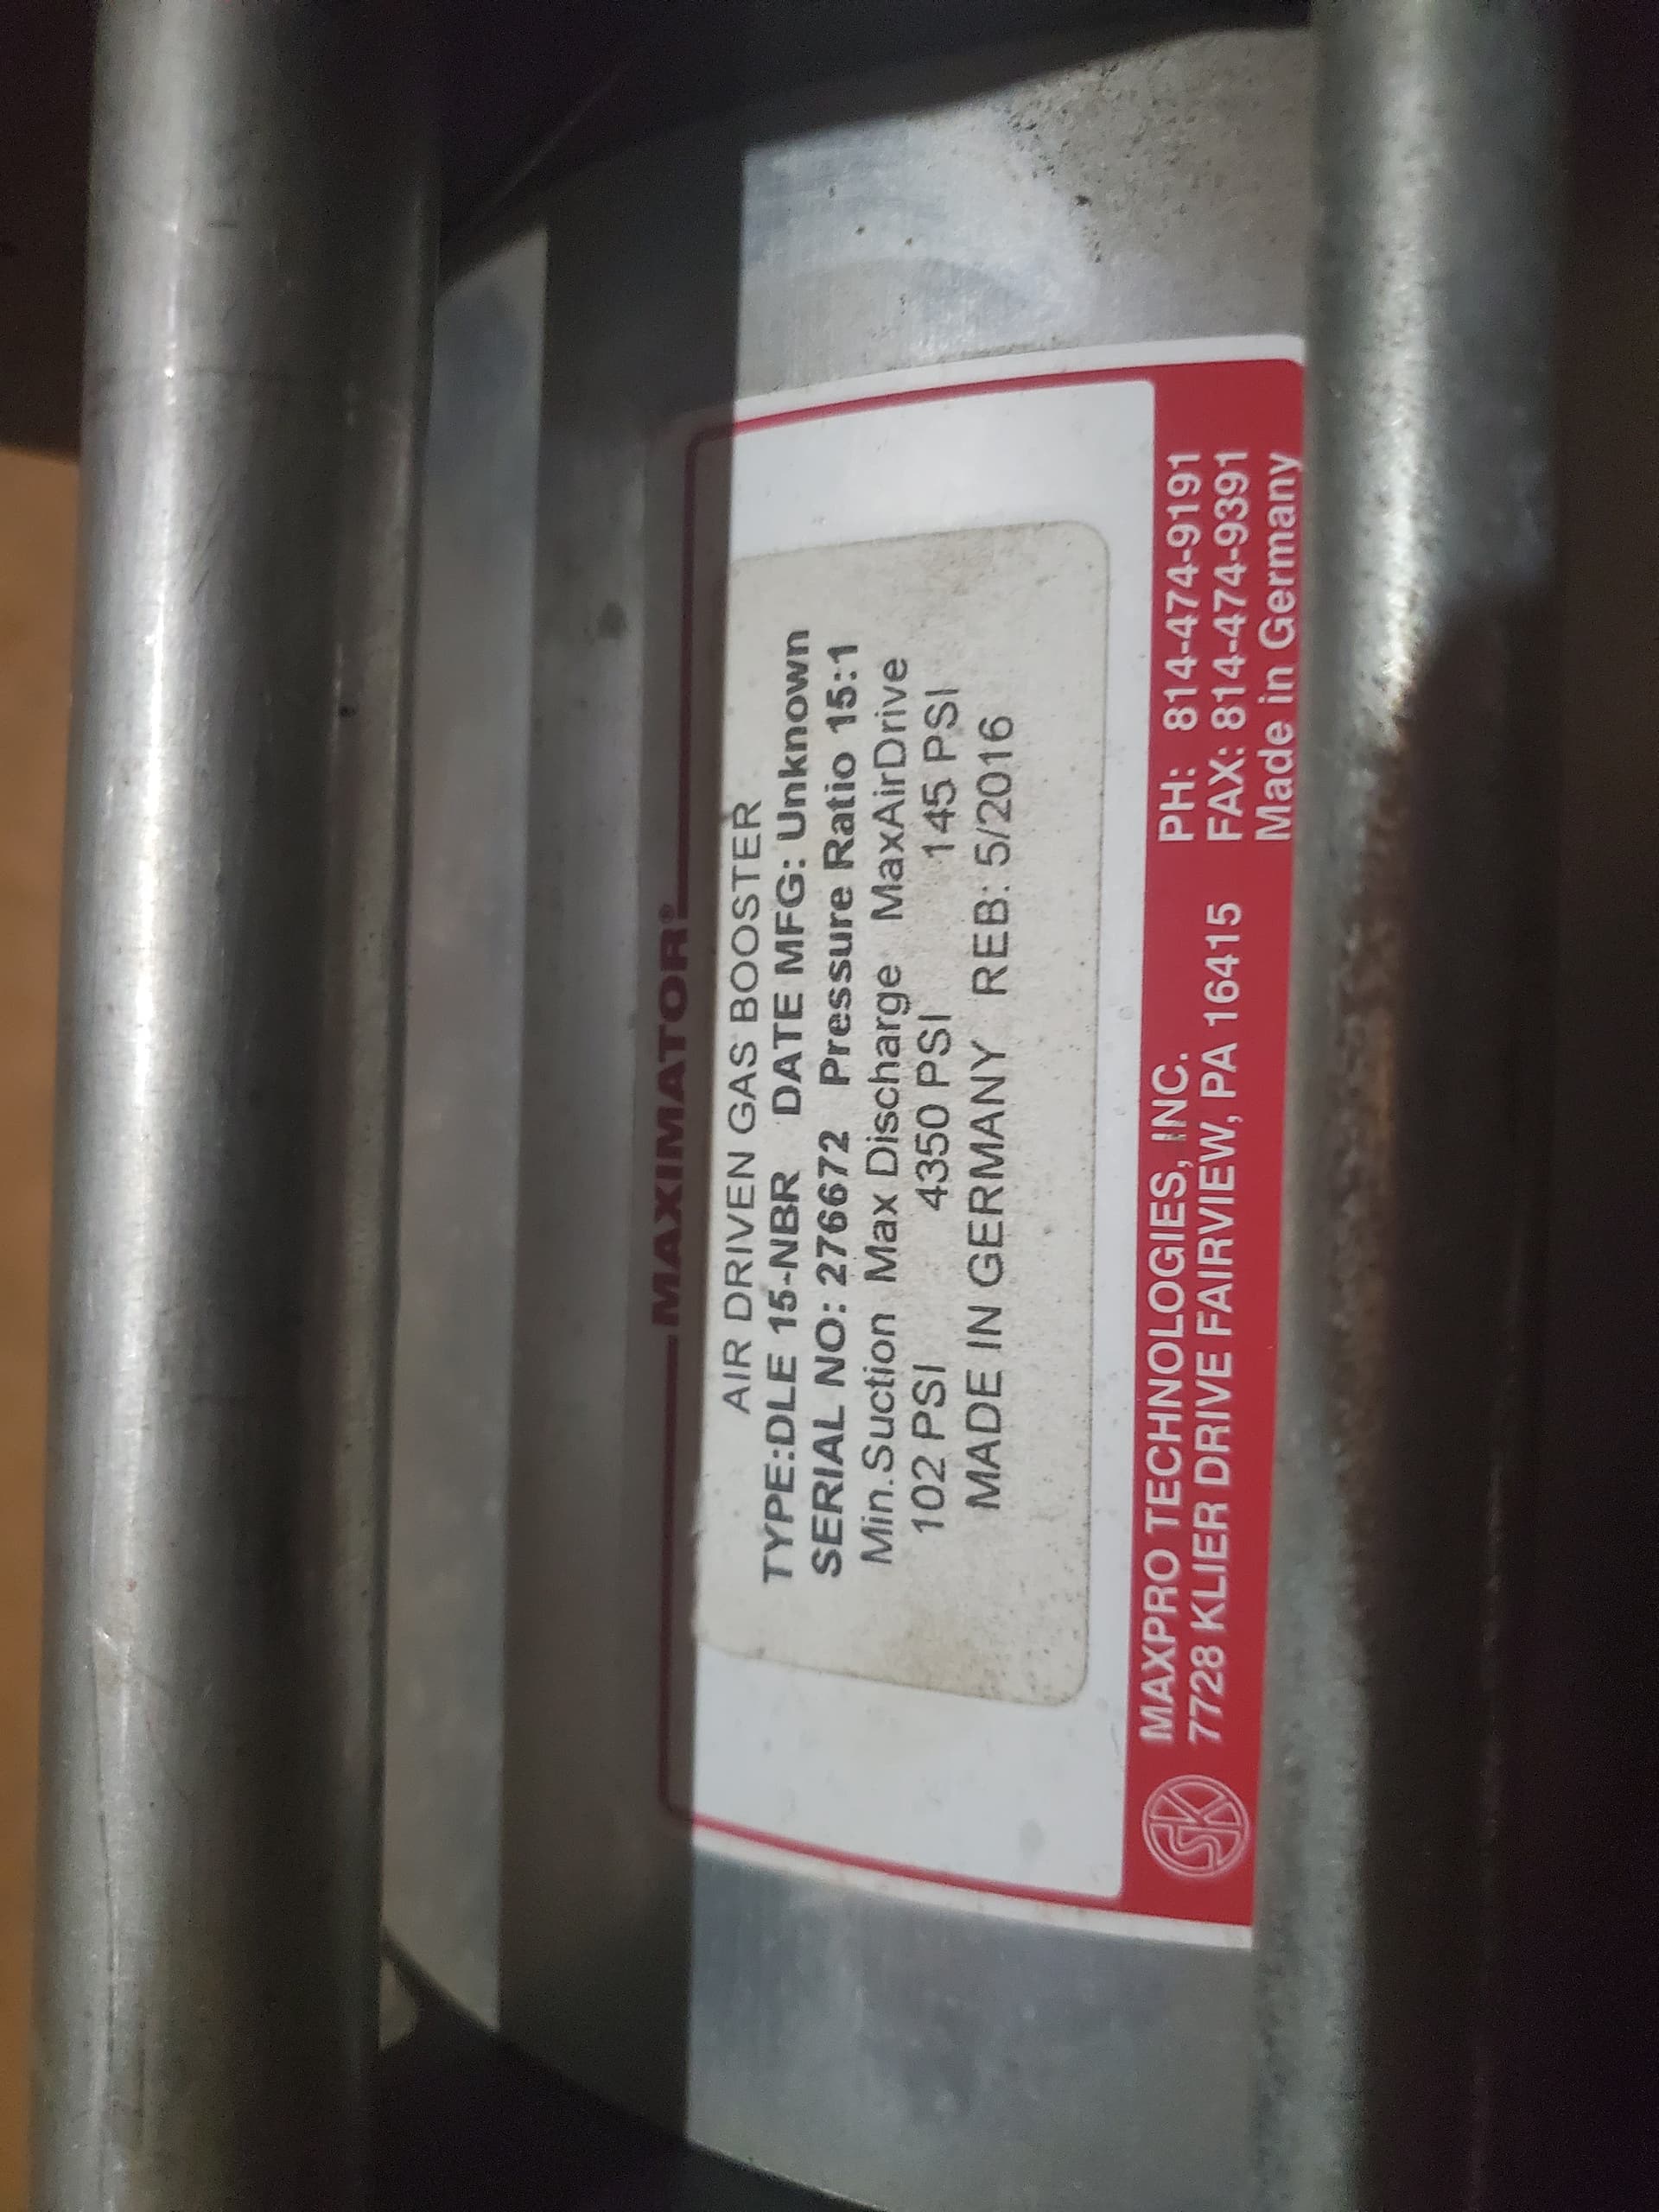 MAXIMATOR®
AIR DRIVEN GAS BOOSTER
TYPE:DLE 15-NBR DATE MFG: Unknown
SERIAL NO: 276672 Pressure Ratio 15:1
Min.Suction Max Discharge MaxAirDrive
102 PSI 4350 PSI 145 PSI
MADE IN GERMANY REB: 5/2016
SK
MAXPRO TECHNOLOGIES, INC. PH: 814-474-9191
7728 KLIER DRIVE FAIRVIEW, PA 16415 FAX: 814-474-9391
Made in Germany